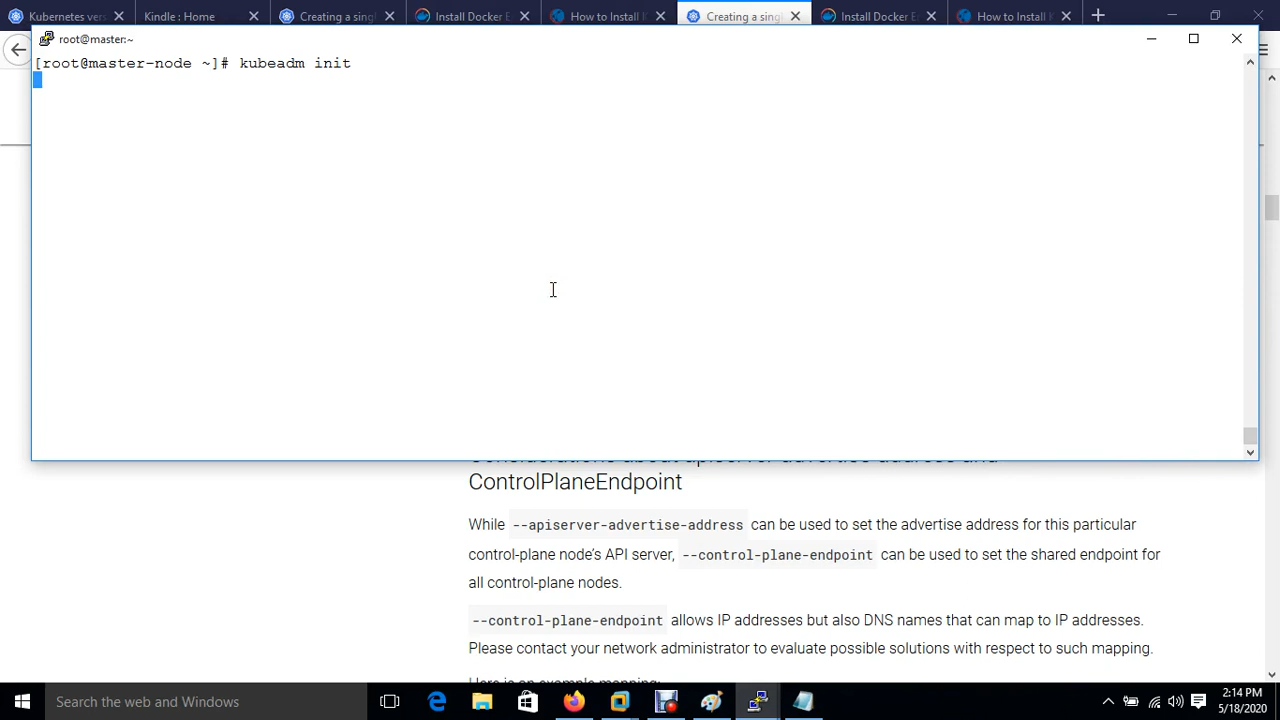 Kubernetes vers
Kindle : Home
Creating a singl
Install Docker E
How to Install K
Creating a singl
Install Docker E
How to Install K
root@master:~
[root@master-node ~]# kubeadm init
ControlPlaneEndpoint
While --apiserver-advertise-address can be used to set the advertise address for this particular
control-plane node's API server, --control-plane-endpoint can be used to set the shared endpoint for
all control-plane nodes.
--control-plane-endpoint allows IP addresses but also DNS names that can map to IP addresses.
Please contact your network administrator to evaluate possible solutions with respect to such mapping.
Here is an example mapping:
Search the web and Windows
2:14 PM
5/18/2020